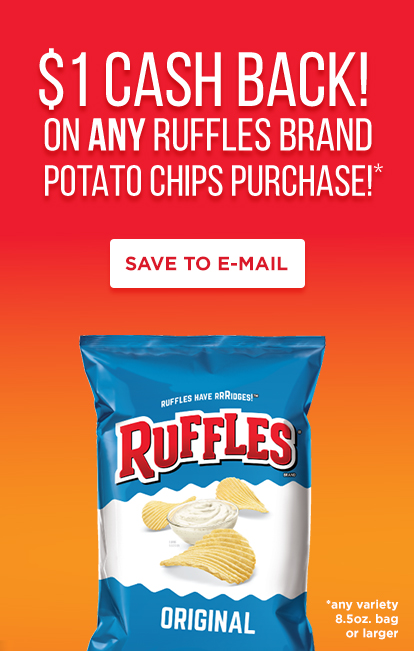 $1 CASH BACK!
ON ANY RUFFLES BRAND
POTATO CHIPS PURCHASE!*
SAVE TO E-MAIL
RUFFLES HAVE RRRIDGES!™
RUFFLES
BRAND
ORIGINAL
*any variety
8.5oz. bag
or larger